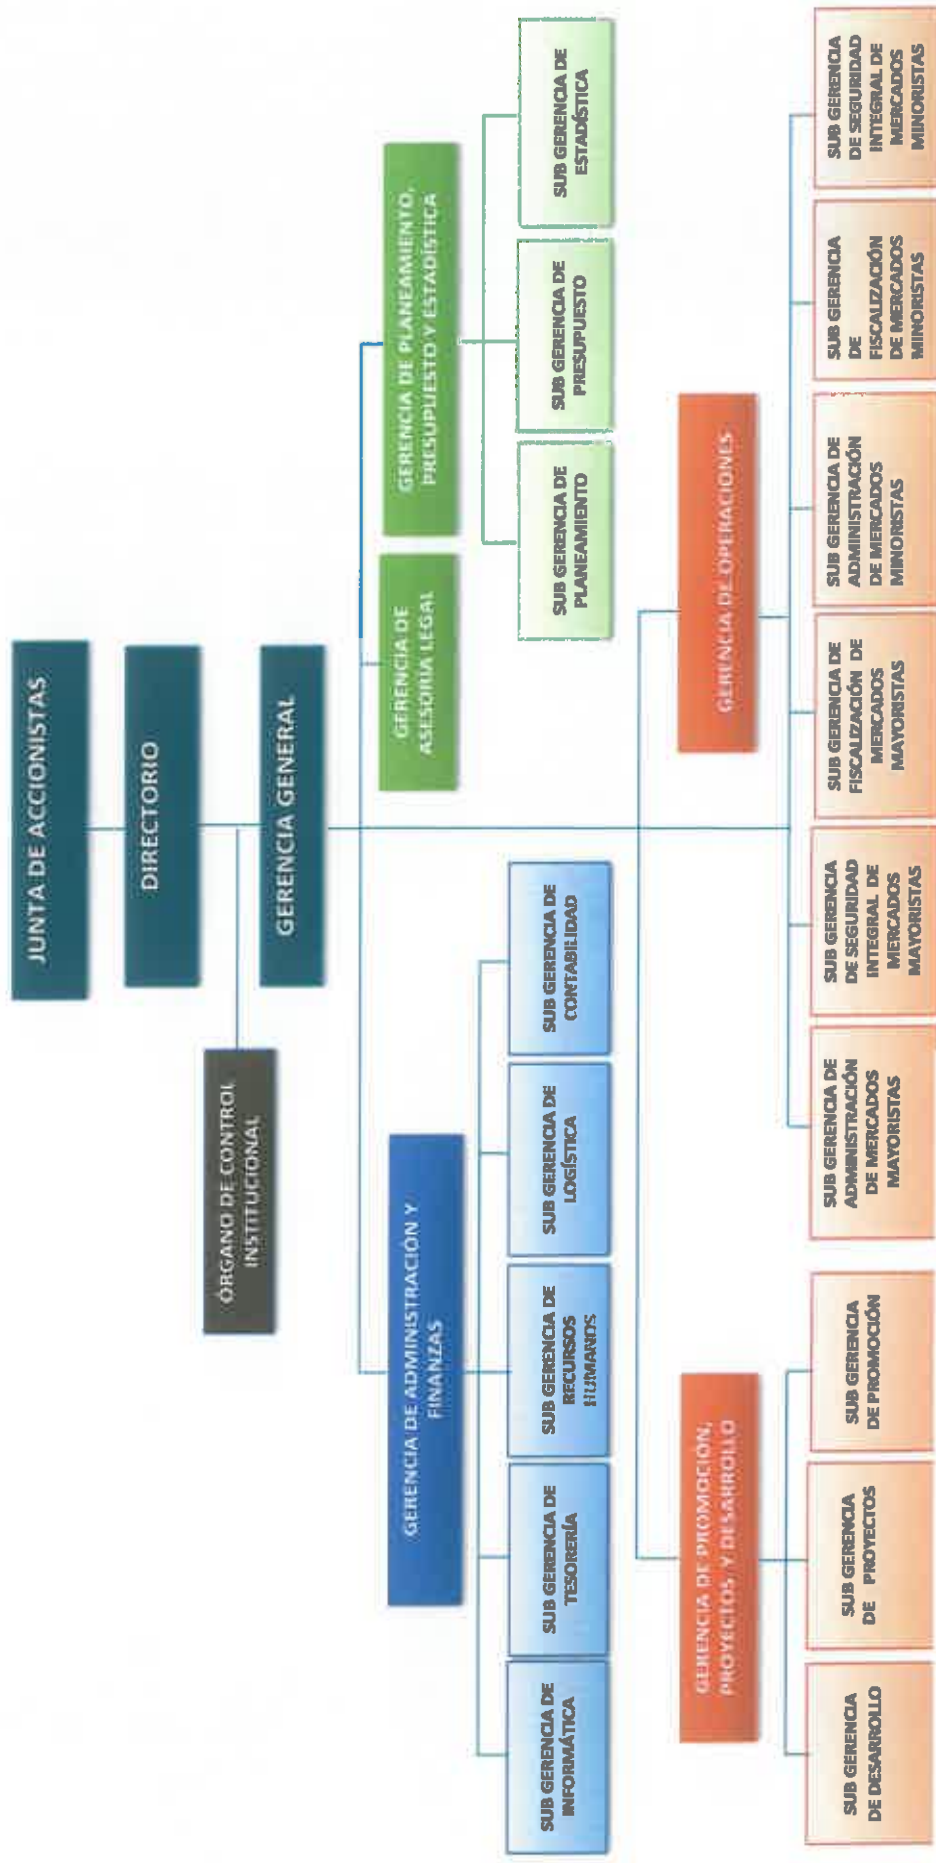 JUNTA DE ACCIONISTAS
DIRECTORIO
ÓRGANO DE CONTROL
INSTITUCIONAL
GERENCIA GENERAL
GERENCIA DE ADMINISTRACIÓN Y
FINANZAS
GERENCIA DE
ASESORIA LEGAL
GERENCIA DE PLANEAMIENTO,
PRESUPUESTO Y ESTADÍSTICA
SUB GERENCIA DE
INFORMÁTICA
SUB GERENCIA DE
TESORERÍA
SUB GERENCIA DE
RECURSOS
HUMANOS
SUB GERENCIA DE
LOGÍSTICA
SUB GERENCIA DE
CONTABILIDAD
SUB GERENCIA DE
PLANEAMIENTO
SUB GERENCIA DE
PRESUPUESTO
SUB GERENCIA DE
ESTADÍSTICA
GERENCIA DE PROMOCIÓN,
PROYECTOS Y DESARROLLO
GERENCIA DE OPERACIONES
SUB GERENCIA
DE DESARROLLO
SUB GERENCIA
DE PROYECTOS
SUB GERENCIA
DE PROMOCIÓN
SUB GERENCIA DE
ADMINISTRACIÓN
DE MERCADOS
MAYORISTAS
SUB GERENCIA
DE SEGURIDAD
INTEGRAL DE
MERCADOS
MAYORISTAS
SUB GERENCIA DE
FISCALIZACIÓN DE
MERCADOS
MAYORISTAS
SUB GERENCIA DE
ADMINISTRACIÓN
DE MERCADOS
MINORISTAS
SUB GERENCIA
DE
FISCALIZACIÓN
DE MERCADOS
MINORISTAS
SUB GERENCIA
DE SEGURIDAD
INTEGRAL DE
MERCADOS
MINORISTAS